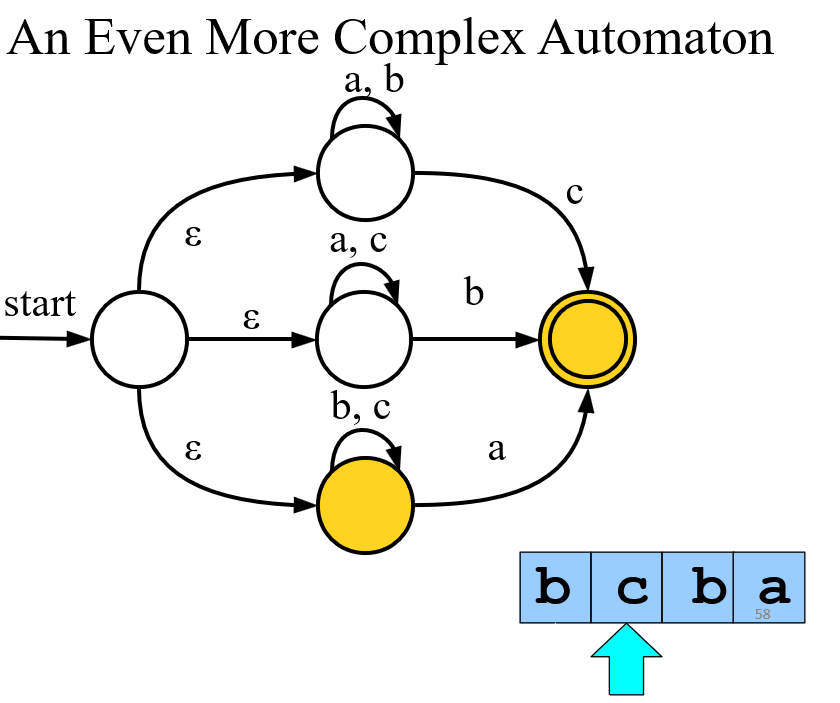 An Even More Complex Automaton
a, b
c
ε
a, c
start
ε
b
b, c
ε
a
b c b a
58